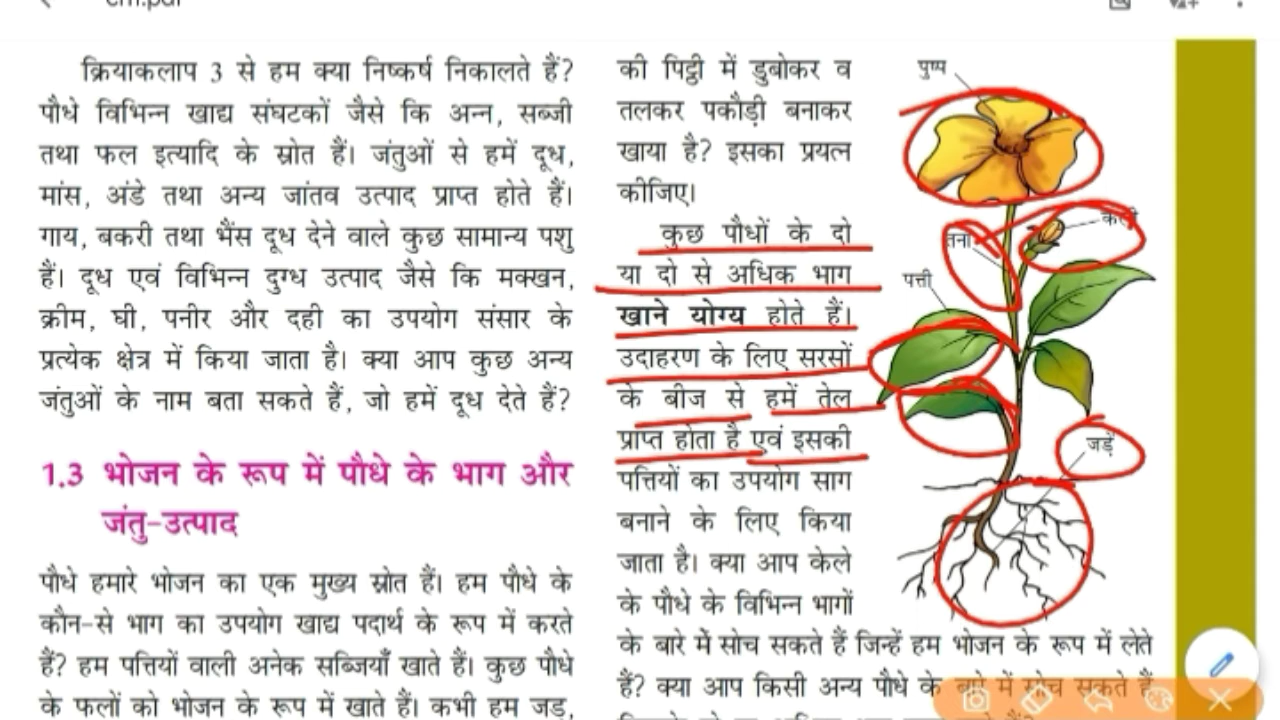 cm.pdf
क्रियाकलाप 3 से हम क्या निष्कर्ष निकालते हैं?
पौधे विभिन्न खाद्य संघटकों जैसे कि अन्न, सब्जी
तथा फल इत्यादि के स्रोत हैं। जंतुओं से हमें दूध,
मांस, अंडे तथा अन्य जांतव उत्पाद प्राप्त होते हैं।
गाय, बकरी तथा भैंस दूध देने वाले कुछ सामान्य पशु
हैं। दूध एवं विभिन्न दुग्ध उत्पाद जैसे कि मक्खन,
क्रीम, घी, पनीर और दही का उपयोग संसार के
प्रत्येक क्षेत्र में किया जाता है। क्या आप कुछ अन्य
जंतुओं के नाम बता सकते हैं, जो हमें दूध देते हैं?
1.3 भोजन के रूप में पौधे के भाग और
जंतु-उत्पाद
पौधे हमारे भोजन का एक मुख्य स्रोत हैं। हम पौधे के
कौन-से भाग का उपयोग खाद्य पदार्थ के रूप में करते
हैं? हम पत्तियों वाली अनेक सब्जियाँ खाते हैं। कुछ पौधे
के फलों को भोजन के रूप में खाते हैं। कभी हम जड़,
की पिट्ठी में डुबोकर व
तलकर पकौड़ी बनाकर
खाया है? इसका प्रयत्न
कीजिए।
कुछ पौधों के दो
या दो से अधिक भाग
खाने योग्य होते हैं।
उदाहरण के लिए सरसों
के बीज से हमें तेल
प्राप्त होता है एवं इसकी
पत्तियों का उपयोग साग
बनाने के लिए किया
जाता है। क्या आप केले
के पौधे के विभिन्न भागों
के बारे में सोच सकते हैं जिन्हें हम भोजन के रूप में लेते
हैं? क्या आप किसी अन्य पौधे के बारे में सोच सकते हैं
पुष्प
कली
तना
पत्ती
जड़ें